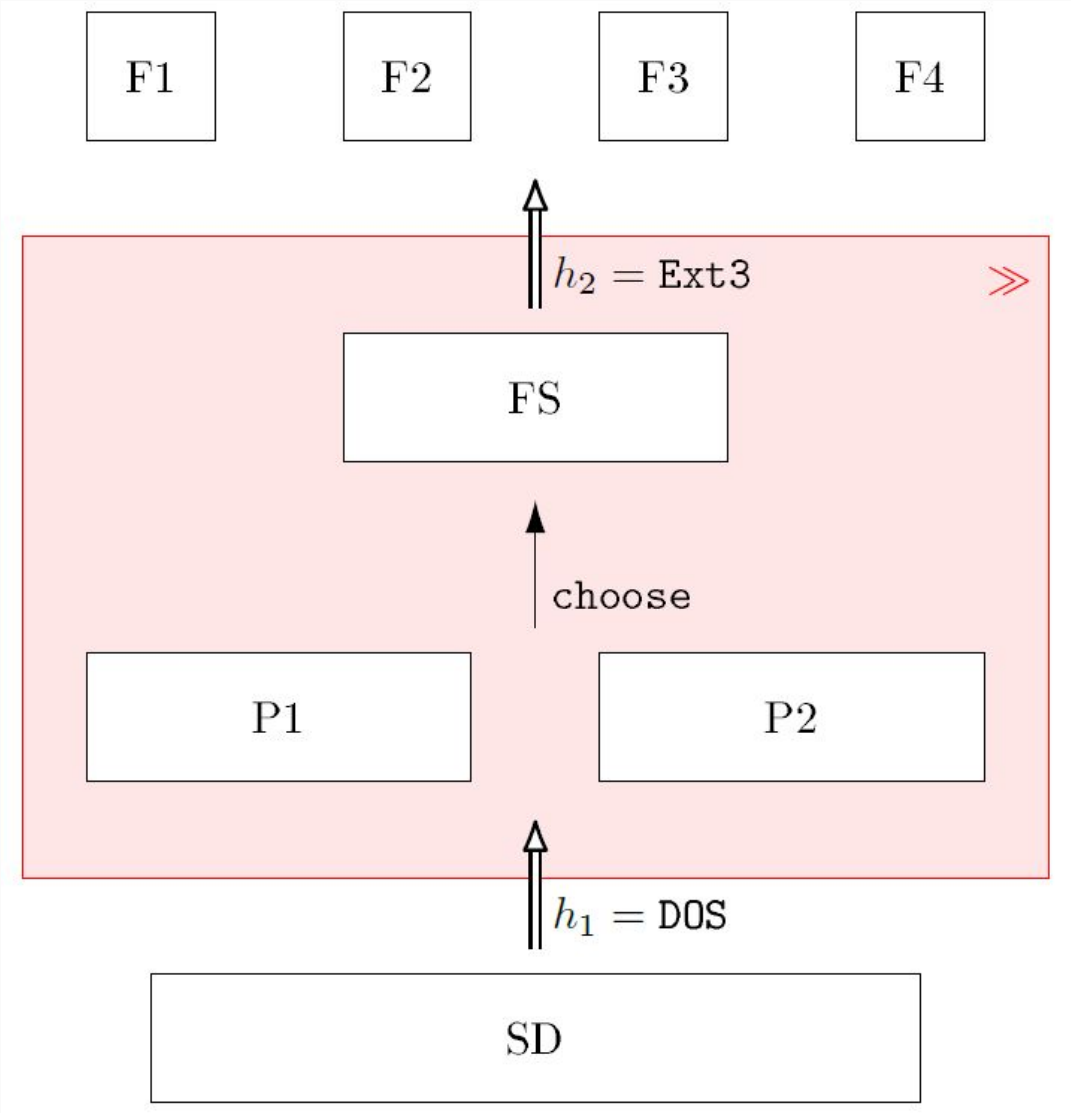 F1 F2 F3 F4
h₂ = Ext3
≫
FS
choose
P1 P2
h₁ = DOS
SD